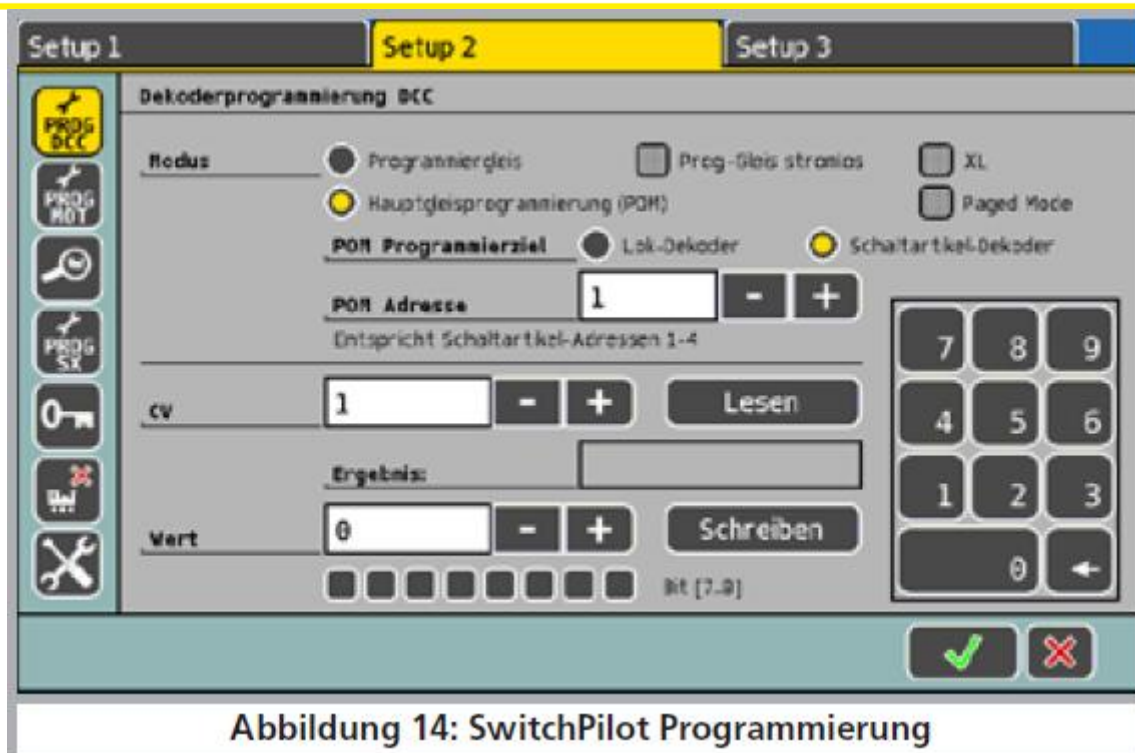 Setup 1 Setup 2 Setup 3
Dekoderprogrammierung DCC
PROG DCC
PROG MOT
PROG SX
Modus Programmiergleis Prog-Gleis stromlos XL
Hauptgleisprogrammierung (POM) Paged Mode
POM Programmierziel Lok-Dekoder Schaltartikel-Dekoder
POM Adresse 1 - +
Entspricht Schaltartikel-Adressen 1-4
CV 1 - + Lesen
Ergebnis:
Wert 0 - + Schreiben
Bit [7..0]
7 8 9
4 5 6
1 2 3
0
Abbildung 14: SwitchPilot Programmierung